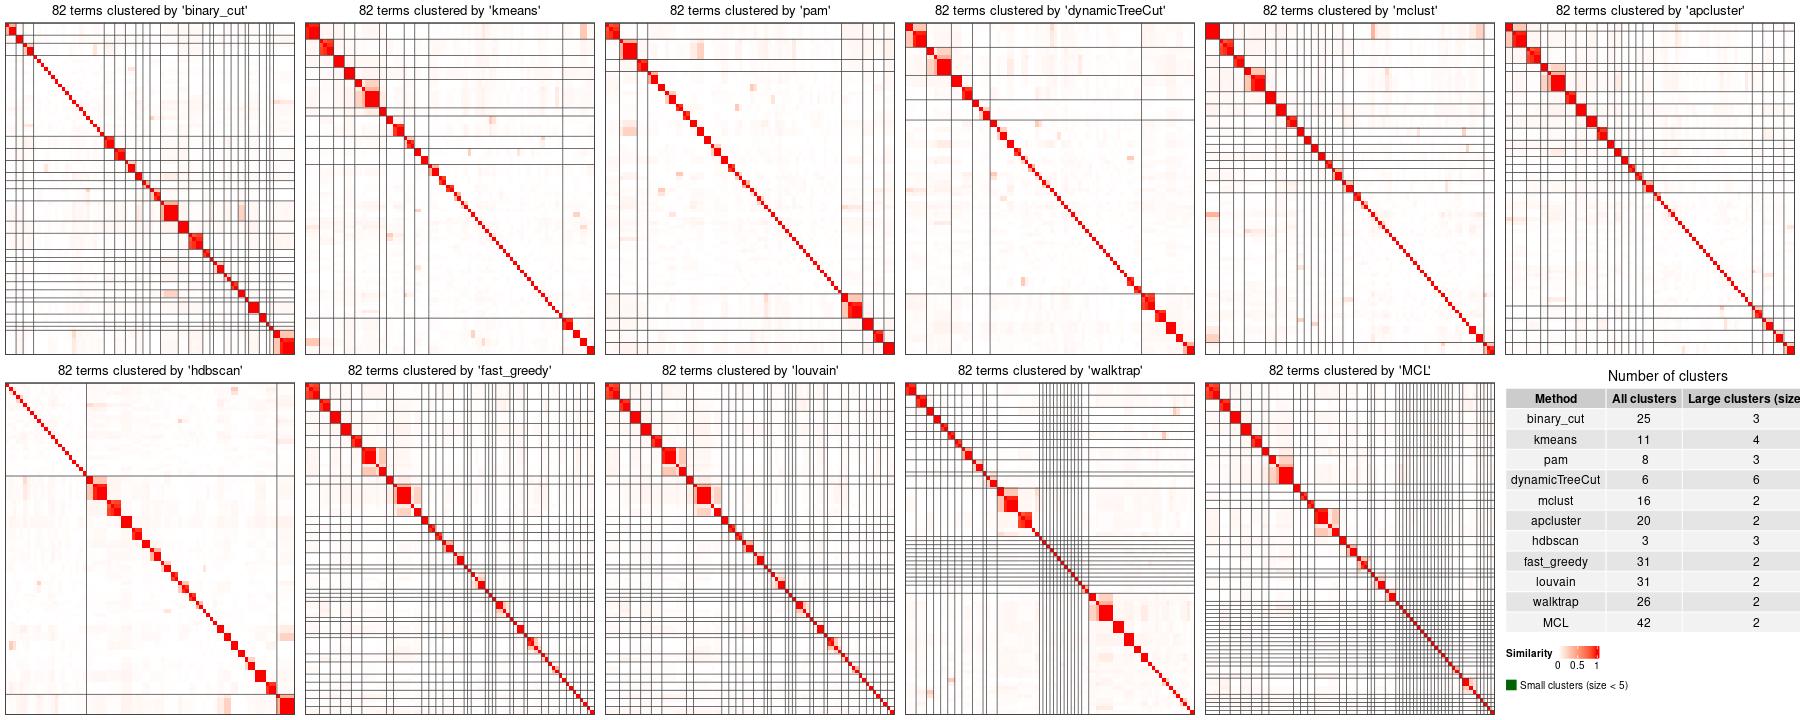 82 terms clustered by 'binary_cut'
82 terms clustered by 'kmeans'
82 terms clustered by 'pam'
82 terms clustered by 'dynamicTreeCut'
82 terms clustered by 'mclust'
82 terms clustered by 'apcluster'
82 terms clustered by 'hdbscan'
82 terms clustered by 'fast_greedy'
82 terms clustered by 'louvain'
82 terms clustered by 'walktrap'
82 terms clustered by 'MCL'
Number of clusters
Method All clusters Large clusters (size
binary_cut 25 3
kmeans 11 4
pam 8 3
dynamicTreeCut 6 6
mclust 16 2
apcluster 20 2
hdbscan 3 3
fast_greedy 31 2
louvain 31 2
walktrap 26 2
MCL 42 2
Similarity
0 0.5 1
Small clusters (size < 5)